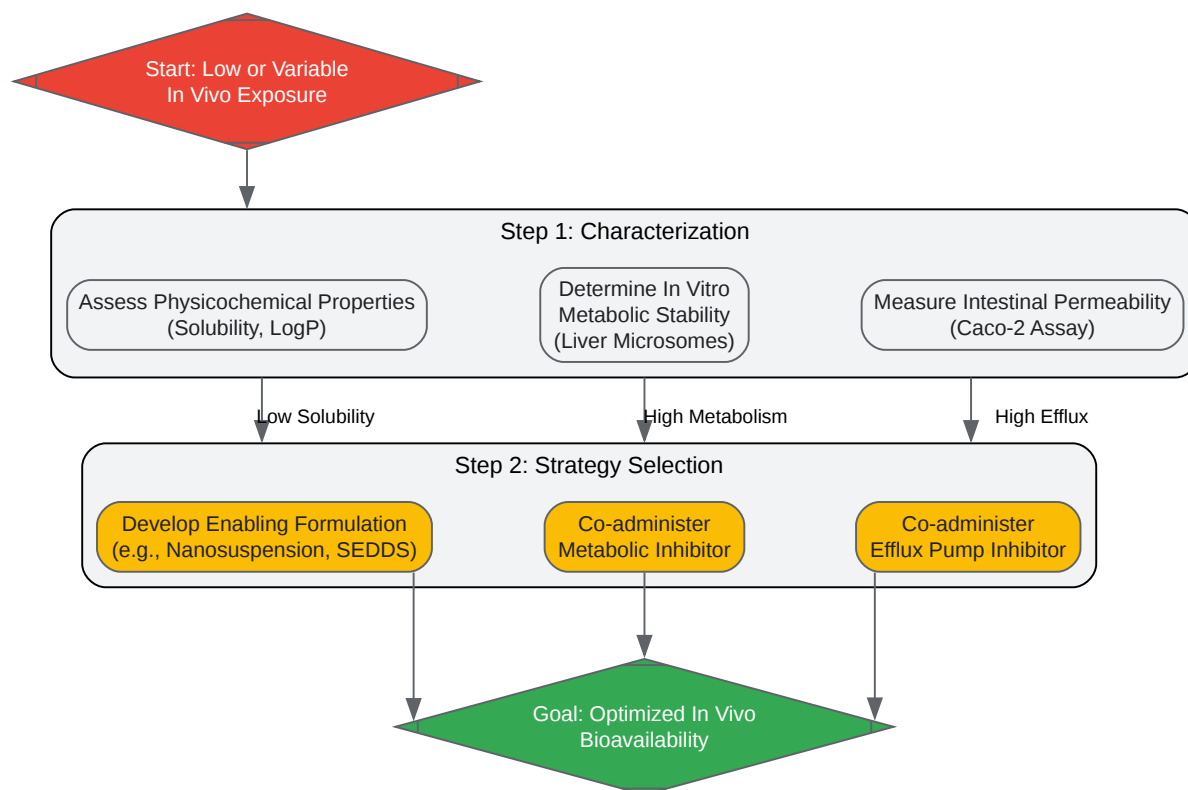 Start: Low or Variable
In Vivo Exposure
Step 1: Characterization
Assess Physicochemical Properties
(Solubility, LogP)
Determine In Vitro
Metabolic Stability
(Liver Microsomes)
Measure Intestinal Permeability
(Caco-2 Assay)
Low Solubility
High Metabolism
High Efflux
Step 2: Strategy Selection
Develop Enabling Formulation
(e.g., Nanosuspension, SEDDS)
Co-administer
Metabolic Inhibitor
Co-administer
Efflux Pump Inhibitor
Goal: Optimized In Vivo
Bioavailability